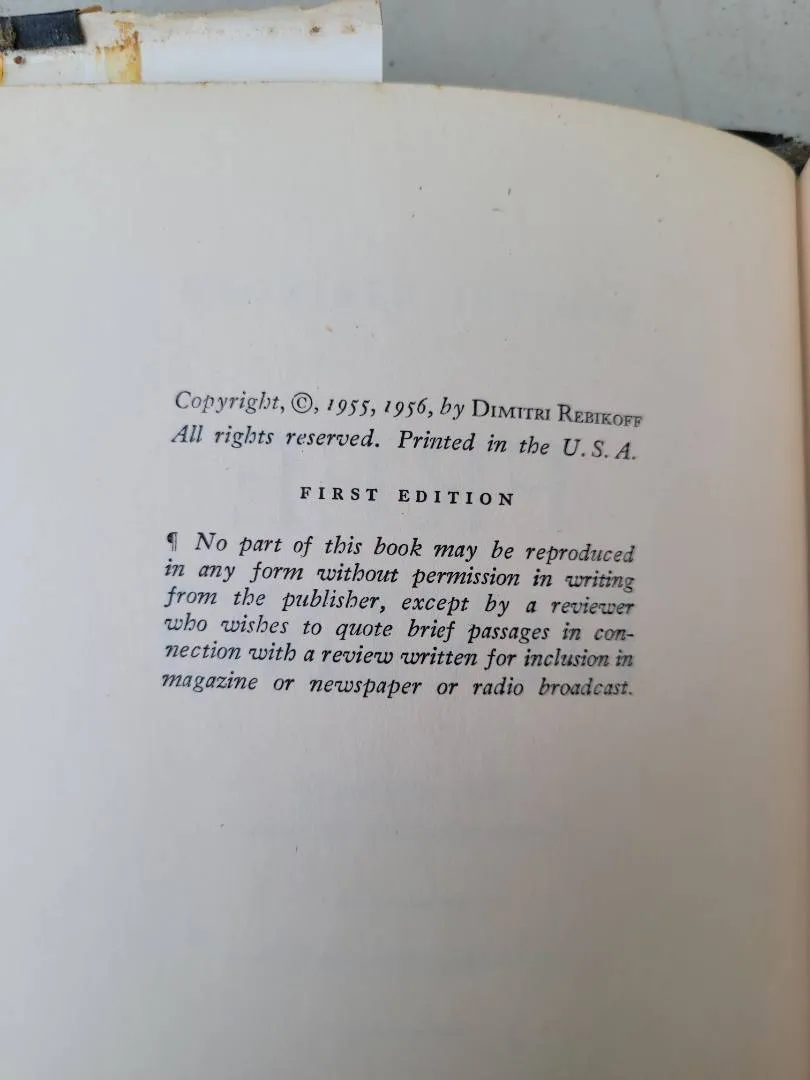 Copyright, ©, 1955, 1956, by DIMITRI REBIKOFF
All rights reserved. Printed in the U. S. A.
FIRST EDITION
¶ No part of this book may be reproduced
in any form without permission in writing
from the publisher, except by a reviewer
who wishes to quote brief passages in con-
nection with a review written for inclusion in
magazine or newspaper or radio broadcast.